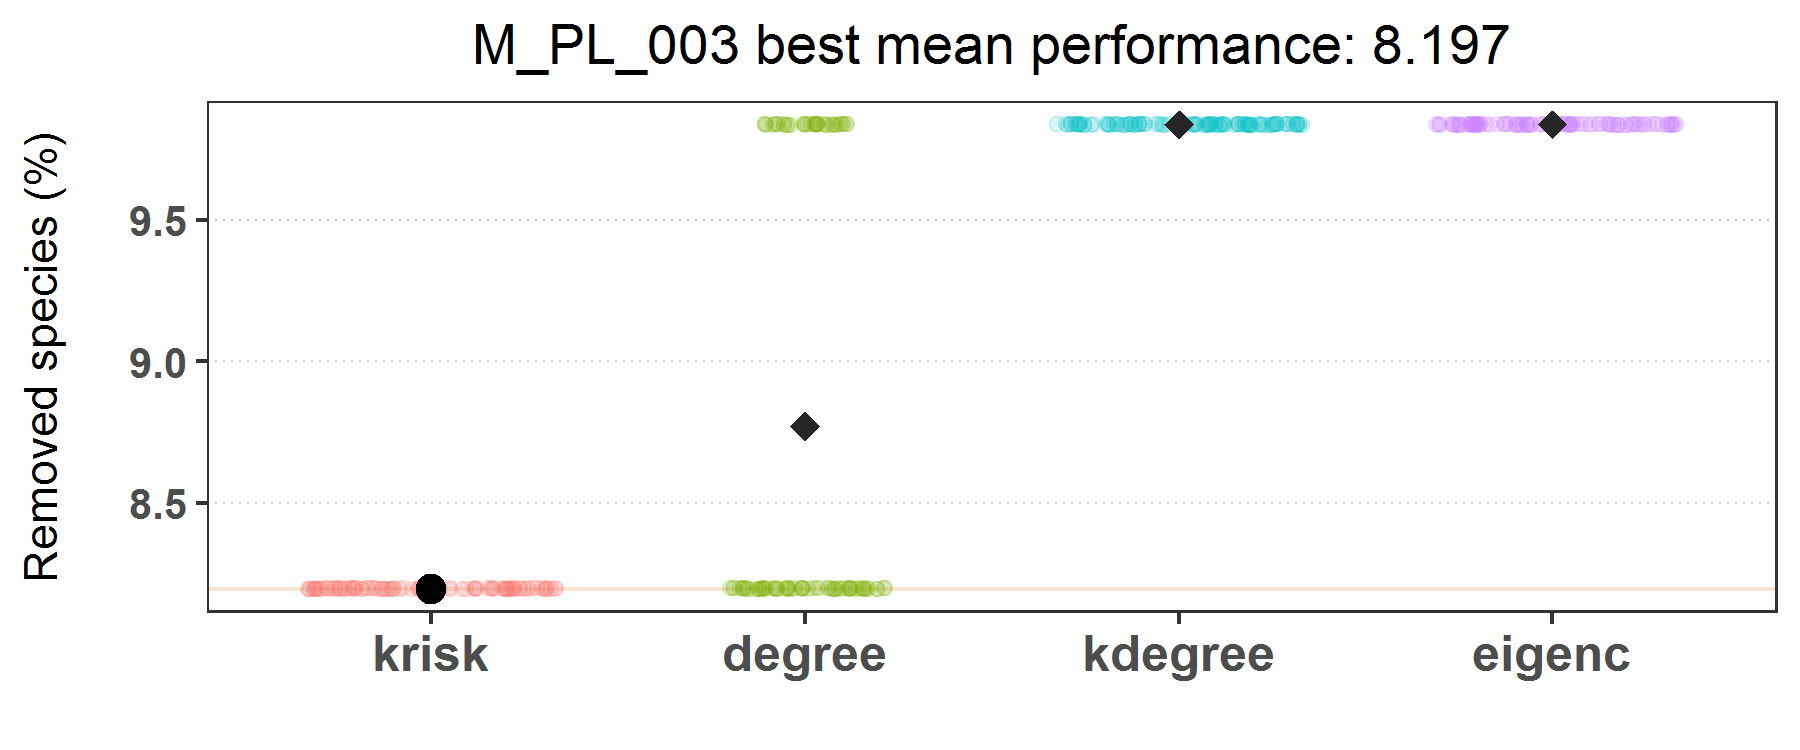 M_PL_003 best mean performance: 8.197
Removed species (%)
9.5
9.0
8.5
krisk degree kdegree eigenc